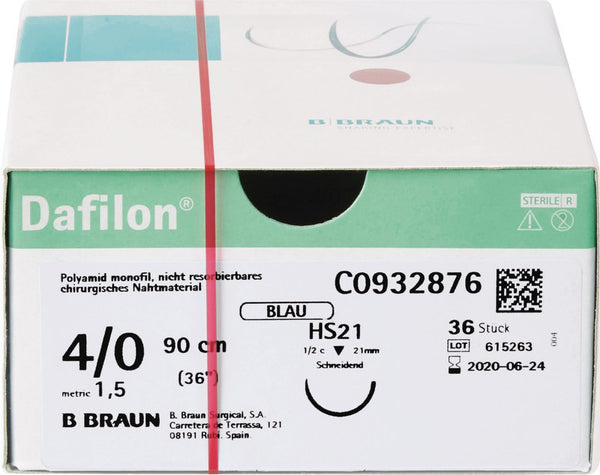 B BRAUN
SHARING EXPERTISE
Dafilon®
STERILE R
Polyamid monofil, nicht resorbierbares
chirurgisches Nahtmaterial
C0932876
BLAU
4/0
90 cm
(36")
metric 1,5
HS21
1/2 c 21mm
Schneidend
36 Stück
LOT 615263
2020-06-24
004
B BRAUN
B. Braun Surgical, S.A.
Carretera de Terrassa, 121
08191 Rubi. Spain.